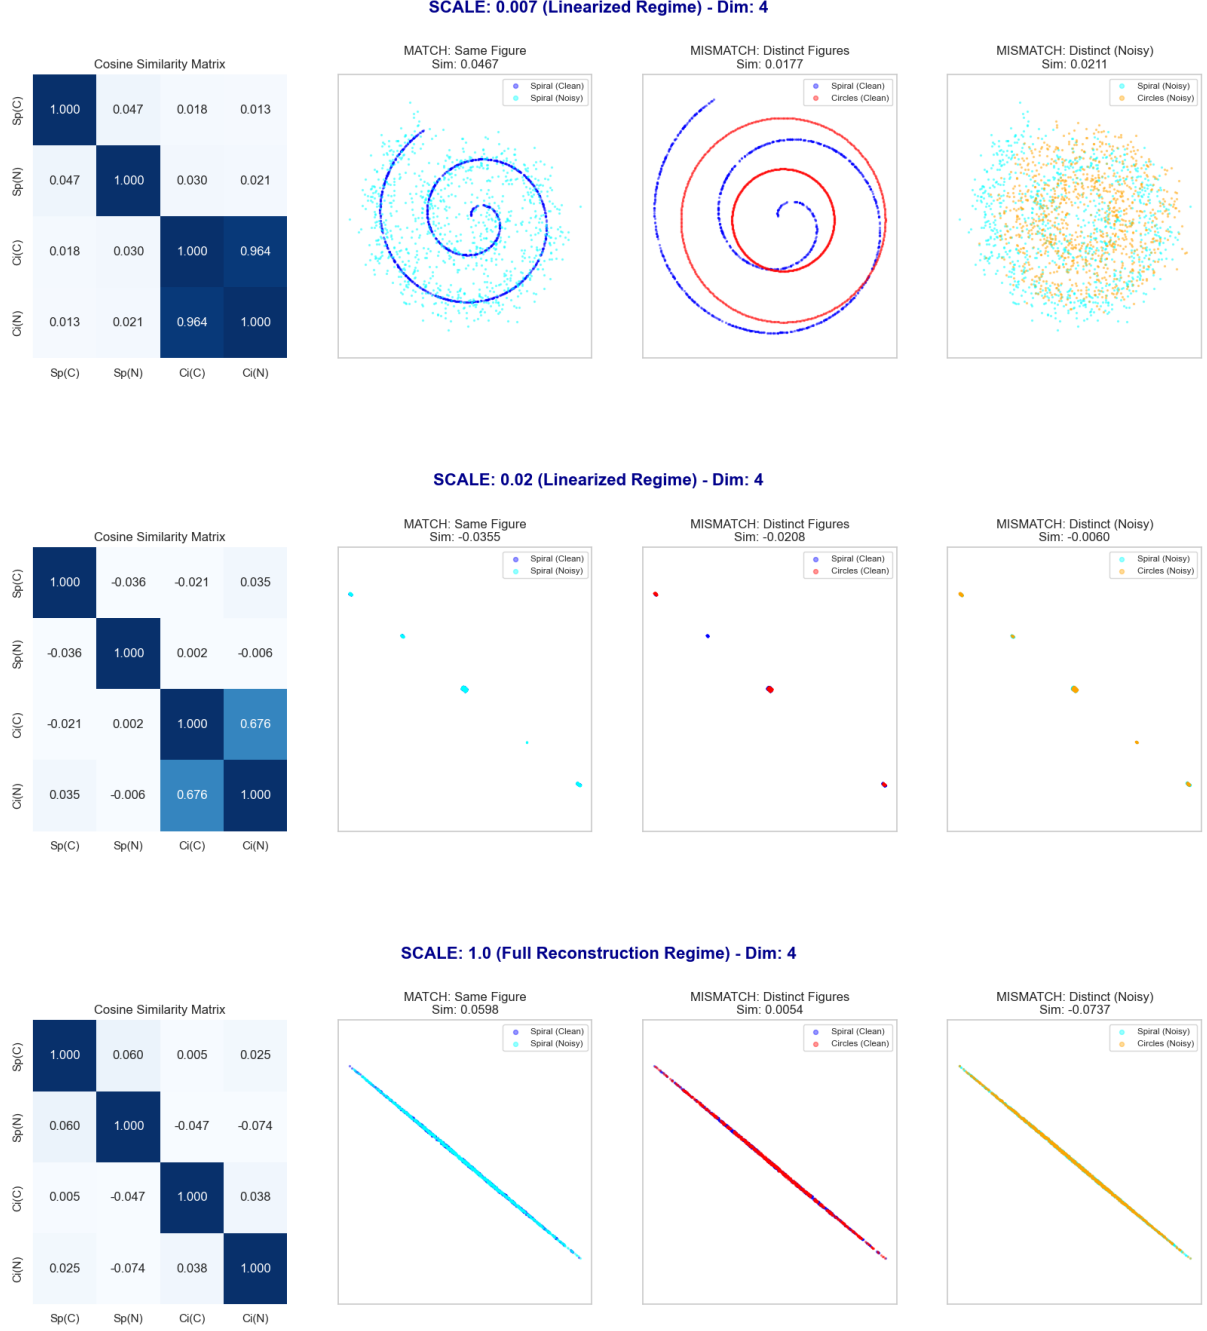 SCALE: 0.007 (Linearized Regime) - Dim: 4
Cosine Similarity Matrix
Sp(C) 1.000 0.047 0.018 0.013
Sp(N) 0.047 1.000 0.030 0.021
Ci(C) 0.018 0.030 1.000 0.964
Ci(N) 0.013 0.021 0.964 1.000
Sp(C) Sp(N) Ci(C) Ci(N)
MATCH: Same Figure
Sim: 0.0467
Spiral (Clean)
Spiral (Noisy)
MISMATCH: Distinct Figures
Sim: 0.0177
Spiral (Clean)
Circles (Clean)
MISMATCH: Distinct (Noisy)
Sim: 0.0211
Spiral (Noisy)
Circles (Noisy)
SCALE: 0.02 (Linearized Regime) - Dim: 4
Cosine Similarity Matrix
Sp(C) 1.000 -0.036 -0.021 0.035
Sp(N) -0.036 1.000 0.002 -0.006
Ci(C) -0.021 0.002 1.000 0.676
Ci(N) 0.035 -0.006 0.676 1.000
Sp(C) Sp(N) Ci(C) Ci(N)
MATCH: Same Figure
Sim: -0.0355
Spiral (Clean)
Spiral (Noisy)
MISMATCH: Distinct Figures
Sim: -0.0208
Spiral (Clean)
Circles (Clean)
MISMATCH: Distinct (Noisy)
Sim: -0.0060
Spiral (Noisy)
Circles (Noisy)
SCALE: 1.0 (Full Reconstruction Regime) - Dim: 4
Cosine Similarity Matrix
Sp(C) 1.000 0.060 0.005 0.025
Sp(N) 0.060 1.000 -0.047 -0.074
Ci(C) 0.005 -0.047 1.000 0.038
Ci(N) 0.025 -0.074 0.038 1.000
Sp(C) Sp(N) Ci(C) Ci(N)
MATCH: Same Figure
Sim: 0.0598
Spiral (Clean)
Spiral (Noisy)
MISMATCH: Distinct Figures
Sim: 0.0054
Spiral (Clean)
Circles (Clean)
MISMATCH: Distinct (Noisy)
Sim: -0.0737
Spiral (Noisy)
Circles (Noisy)